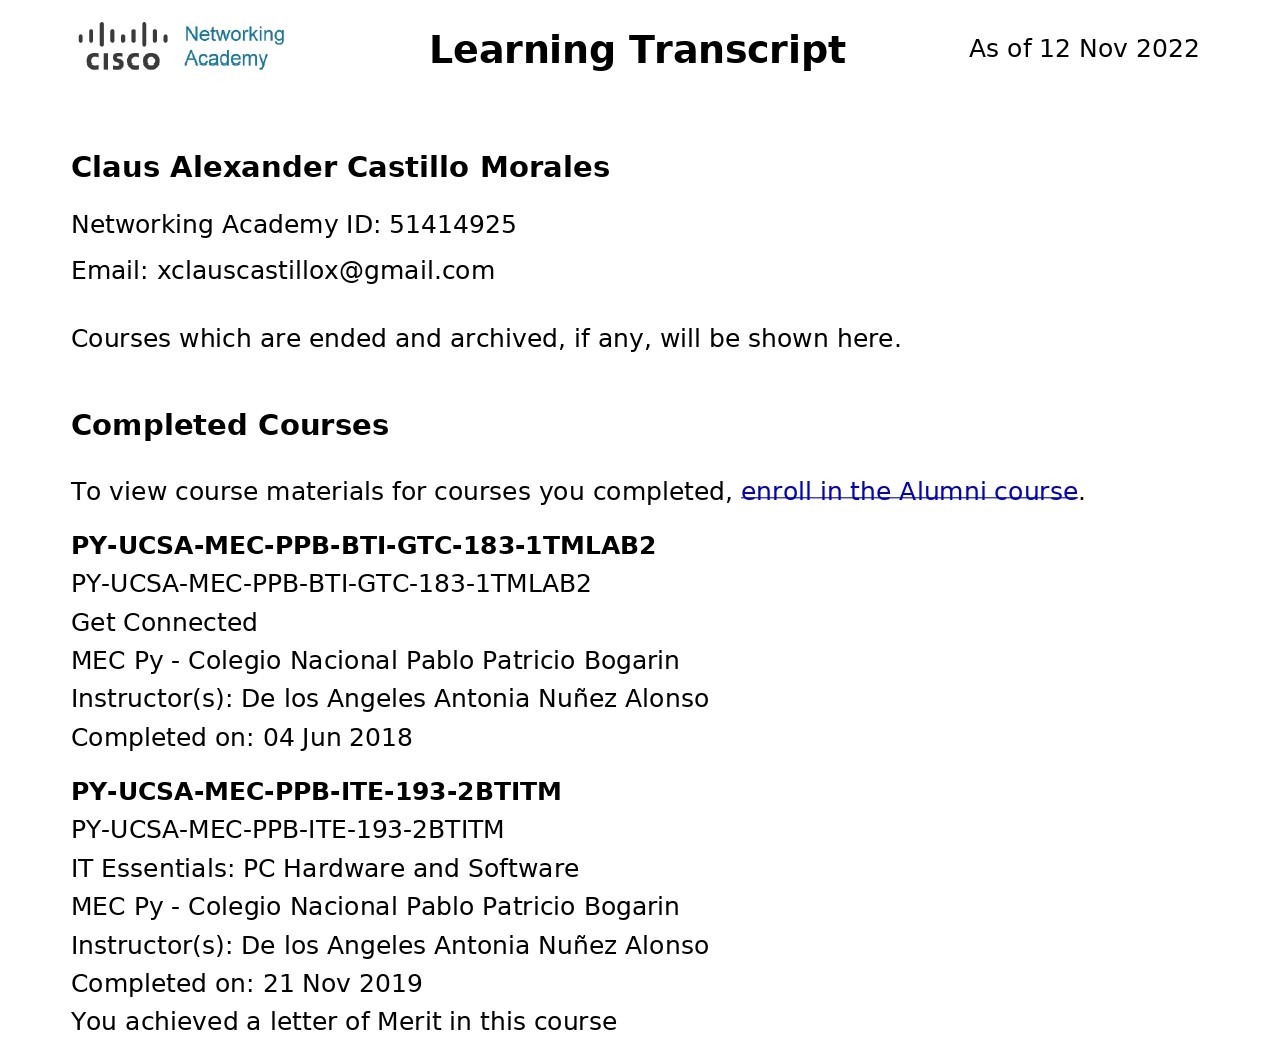 cisco Networking Academy
Learning Transcript
As of 12 Nov 2022
Claus Alexander Castillo Morales
Networking Academy ID: 51414925
Email: xclauscastillox@gmail.com
Courses which are ended and archived, if any, will be shown here.
Completed Courses
To view course materials for courses you completed, enroll in the Alumni course.
PY-UCSA-MEC-PPB-BTI-GTC-183-1TMLAB2
PY-UCSA-MEC-PPB-BTI-GTC-183-1TMLAB2
Get Connected
MEC Py - Colegio Nacional Pablo Patricio Bogarin
Instructor(s): De los Angeles Antonia Nuñez Alonso
Completed on: 04 Jun 2018
PY-UCSA-MEC-PPB-ITE-193-2BTITM
PY-UCSA-MEC-PPB-ITE-193-2BTITM
IT Essentials: PC Hardware and Software
MEC Py - Colegio Nacional Pablo Patricio Bogarin
Instructor(s): De los Angeles Antonia Nuñez Alonso
Completed on: 21 Nov 2019
You achieved a letter of Merit in this course